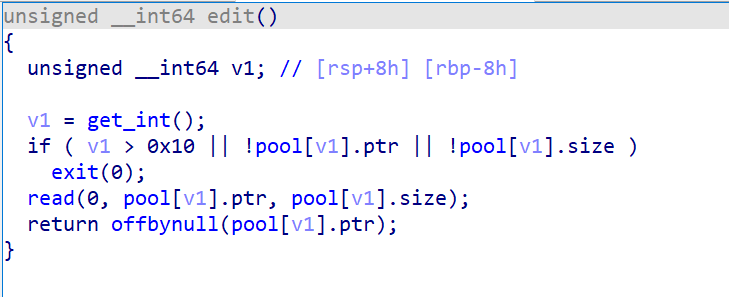 unsigned __int64 edit()
{
  unsigned __int64 v1; // [rsp+8h] [rbp-8h]
  v1 = get_int();
  if ( v1 > 0x10 || !pool[v1].ptr || !pool[v1].size )
    exit(0);
  read(0, pool[v1].ptr, pool[v1].size);
  return offbynull(pool[v1].ptr);
}